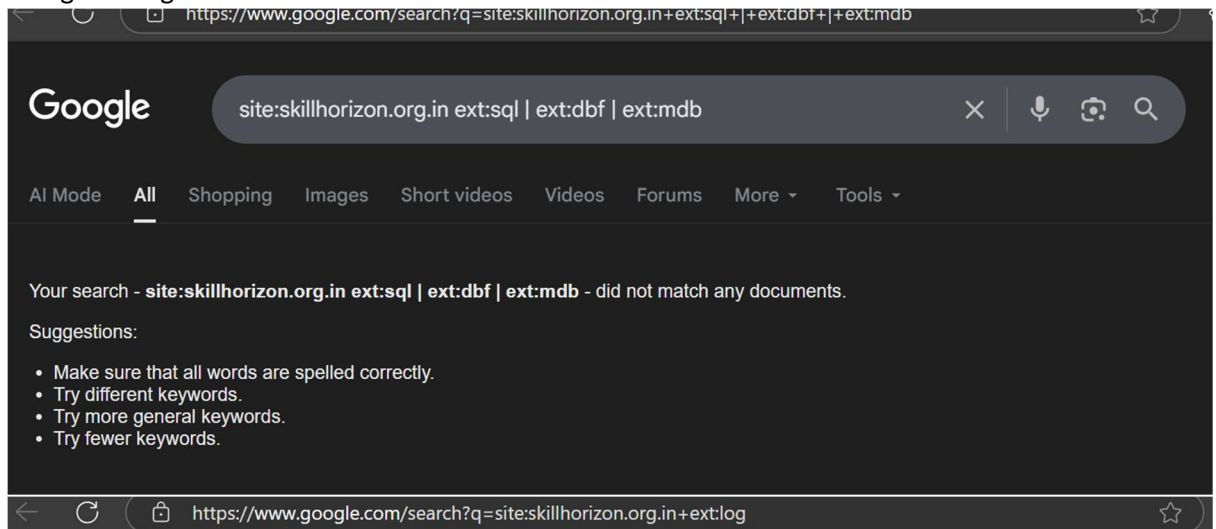 https://www.google.com/search?q=site:skillhorizon.org.in+ext:sql+|+ext:dbf+|+ext:mdb
Google
site:skillhorizon.org.in ext:sql | ext:dbf | ext:mdb
AI Mode All Shopping Images Short videos Videos Forums More Tools
Your search - site:skillhorizon.org.in ext:sql | ext:dbf | ext:mdb - did not match any documents.
Suggestions:
• Make sure that all words are spelled correctly.
• Try different keywords.
• Try more general keywords.
• Try fewer keywords.
https://www.google.com/search?q=site:skillhorizon.org.in+ext:log